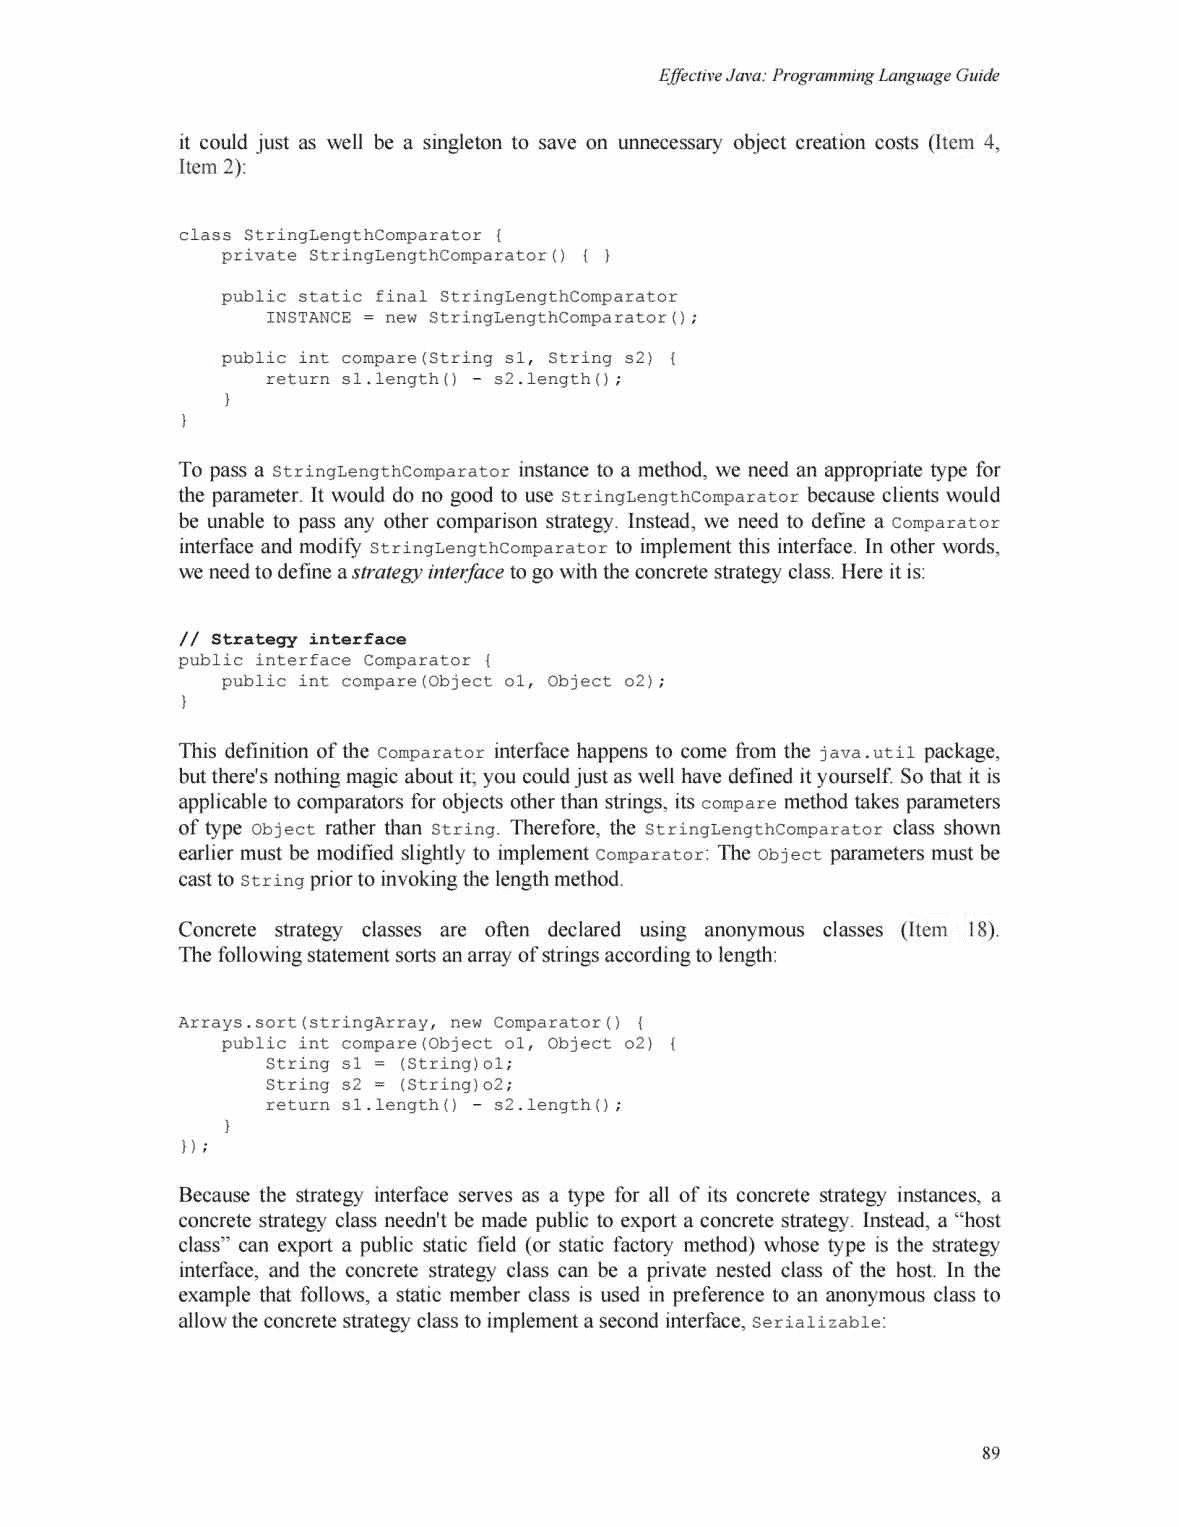 Effective Java: Programming Language Guide
it could just as well be a singleton to save on unnecessary object creation costs (Item 4,
Item 2):
class StringLengthComparator {
    private StringLengthComparator() { }
    public static final StringLengthComparator
        INSTANCE = new StringLengthComparator();
    public int compare(String s1, String s2) {
        return s1.length() - s2.length();
    }
}
To pass a StringLengthComparator instance to a method, we need an appropriate type for
the parameter. It would do no good to use StringLengthComparator because clients would
be unable to pass any other comparison strategy. Instead, we need to define a Comparator
interface and modify StringLengthComparator to implement this interface. In other words,
we need to define a strategy interface to go with the concrete strategy class. Here it is:
// Strategy interface
public interface Comparator {
    public int compare(Object o1, Object o2);
}
This definition of the Comparator interface happens to come from the java.util package,
but there's nothing magic about it; you could just as well have defined it yourself. So that it is
applicable to comparators for objects other than strings, its compare method takes parameters
of type Object rather than String. Therefore, the StringLengthComparator class shown
earlier must be modified slightly to implement Comparator: The Object parameters must be
cast to String prior to invoking the length method.
Concrete strategy classes are often declared using anonymous classes (Item 18).
The following statement sorts an array of strings according to length:
Arrays.sort(stringArray, new Comparator() {
    public int compare(Object o1, Object o2) {
        String s1 = (String)o1;
        String s2 = (String)o2;
        return s1.length() - s2.length();
    }
});
Because the strategy interface serves as a type for all of its concrete strategy instances, a
concrete strategy class needn't be made public to export a concrete strategy. Instead, a “host
class” can export a public static field (or static factory method) whose type is the strategy
interface, and the concrete strategy class can be a private nested class of the host. In the
example that follows, a static member class is used in preference to an anonymous class to
allow the concrete strategy class to implement a second interface, Serializable:
89